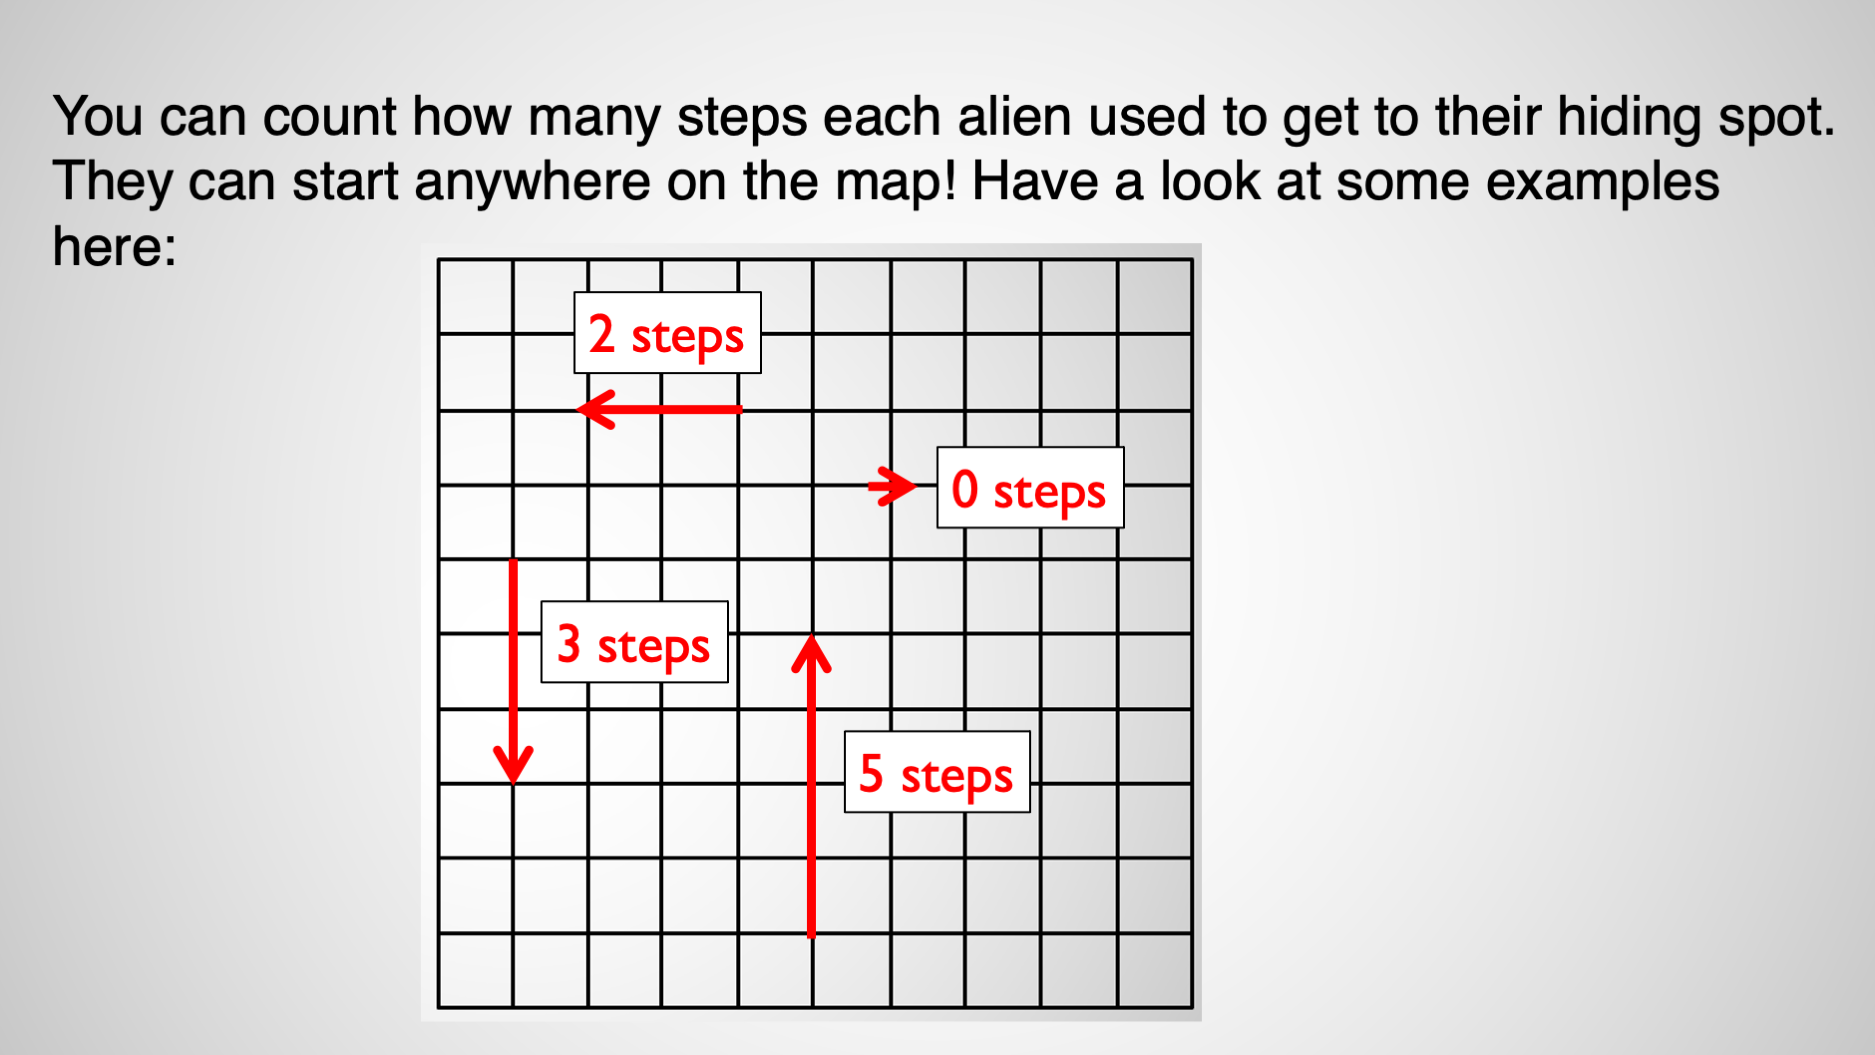 You can count how many steps each alien used to get to their hiding spot.
They can start anywhere on the map! Have a look at some examples
here:
2 steps
0 steps
3 steps
5 steps